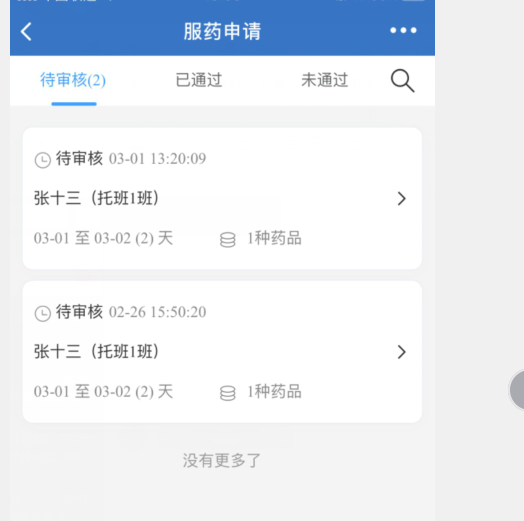 服药申请
待审核(2) 已通过 未通过
待审核 03-01 13:20:09
张十三（托班1班）
03-01 至 03-02 (2) 天 1种药品
待审核 02-26 15:50:20
张十三（托班1班）
03-01 至 03-02 (2) 天 1种药品
没有更多了